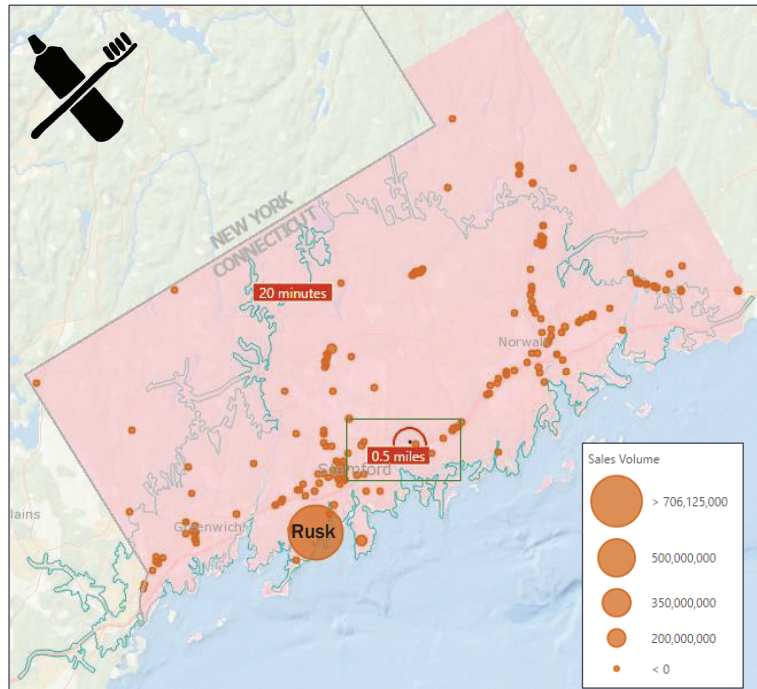 NEW YORK
CONNECTICUT
20 minutes
Norwalk
0.5 miles
Stamford
lains
Greenwich
Rusk
Sales Volume
> 706,125,000
500,000,000
350,000,000
200,000,000
< 0